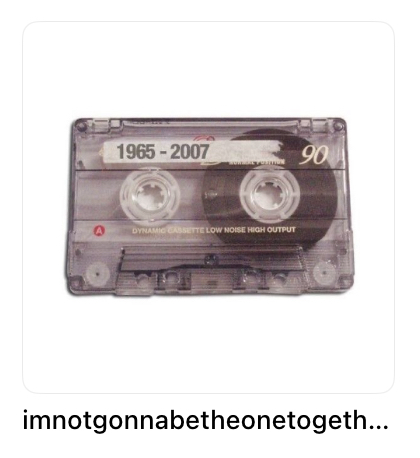 1965 - 2007
90
A
DYNAMIC CASSETTE LOW NOISE HIGH OUTPUT
imnotgonnabetheonetogeth...